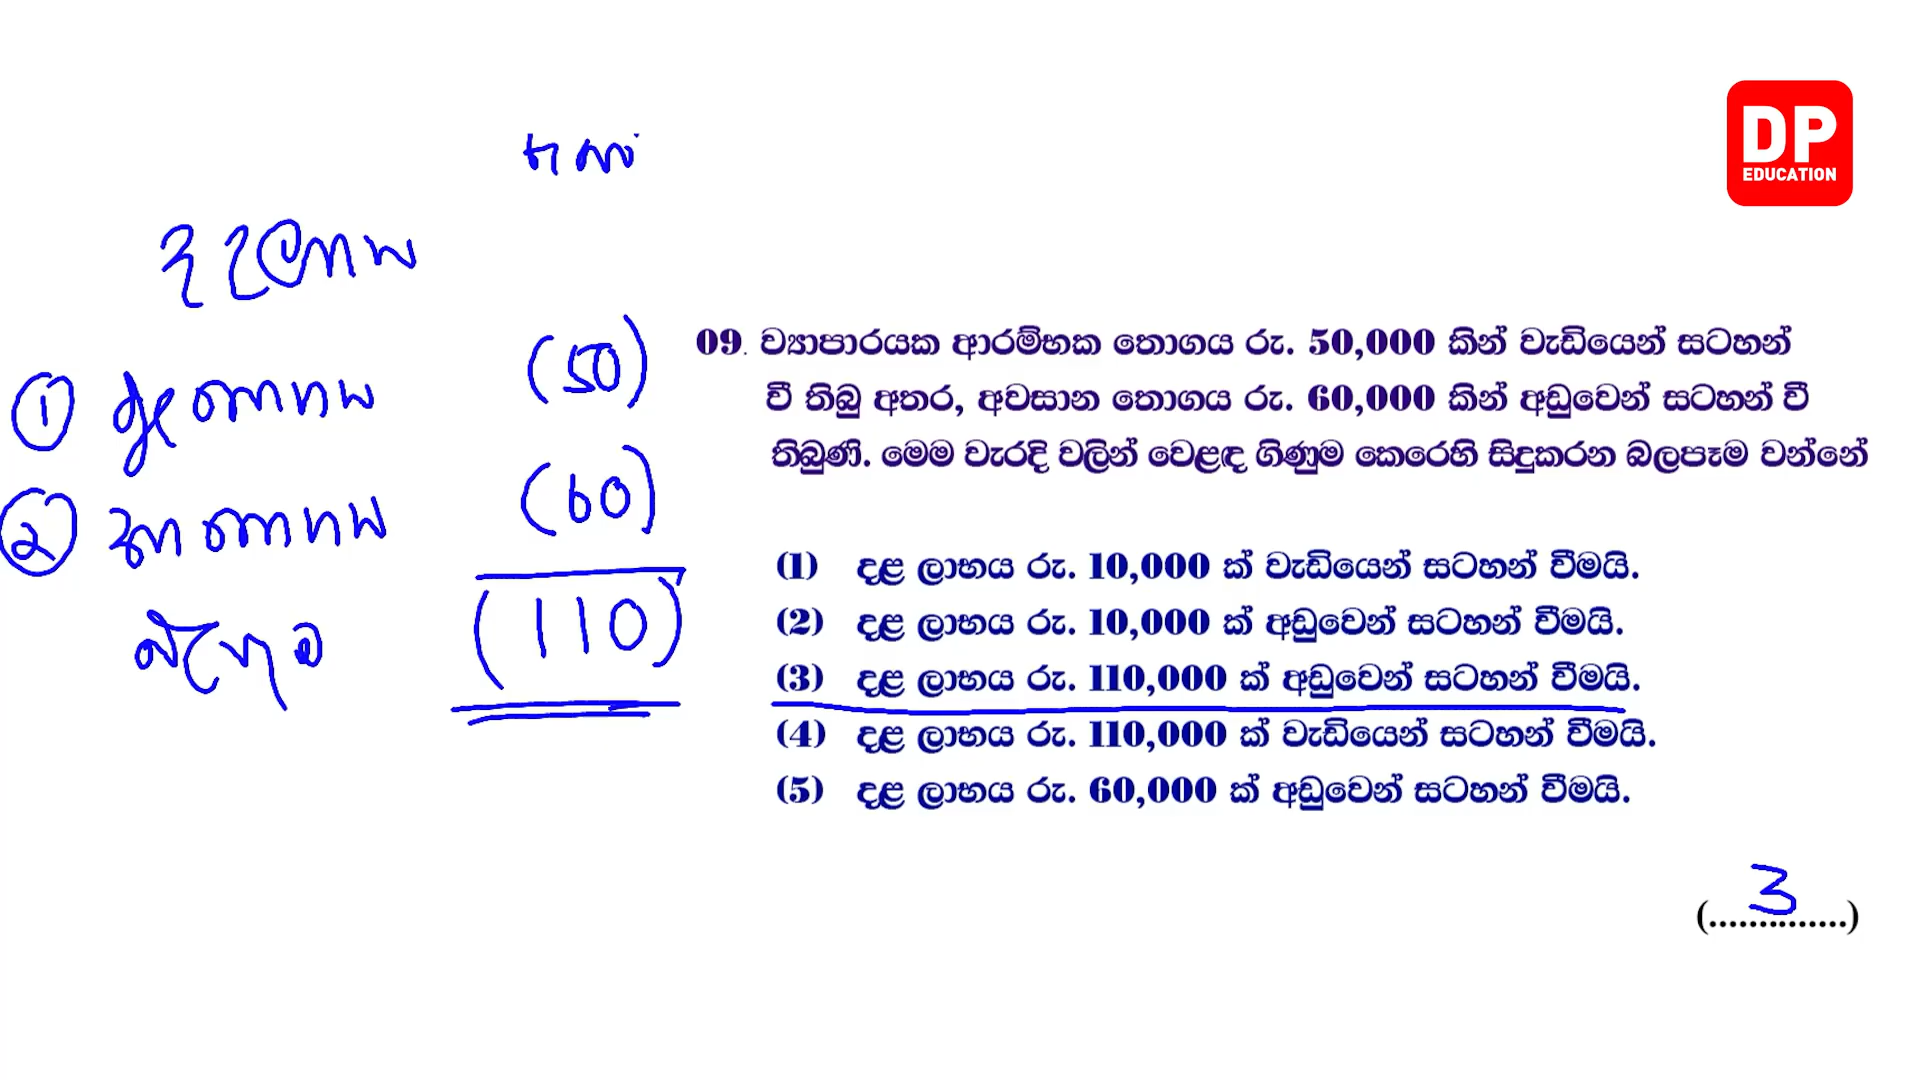 DP
EDUCATION
(50)
(60)
(110)
09. ව්‍යාපාරයක ආරම්භක තොගය රු. 50,000 කින් වැඩියෙන් සටහන්
වී තිබූ අතර, අවසාන තොගය රු. 60,000 කින් අඩුවෙන් සටහන් වී
තිබුණි. මෙම වැරදි වලින් වෙළඳ ගිණුම කෙරෙහි සිදුකරන බලපෑම වන්නේ
(1) දළ ලාභය රු. 10,000 ක් වැඩියෙන් සටහන් වීමයි.
(2) දළ ලාභය රු. 10,000 ක් අඩුවෙන් සටහන් වීමයි.
(3) දළ ලාභය රු. 110,000 ක් අඩුවෙන් සටහන් වීමයි.
(4) දළ ලාභය රු. 110,000 ක් වැඩියෙන් සටහන් වීමයි.
(5) දළ ලාභය රු. 60,000 ක් අඩුවෙන් සටහන් වීමයි.
(......3.......)